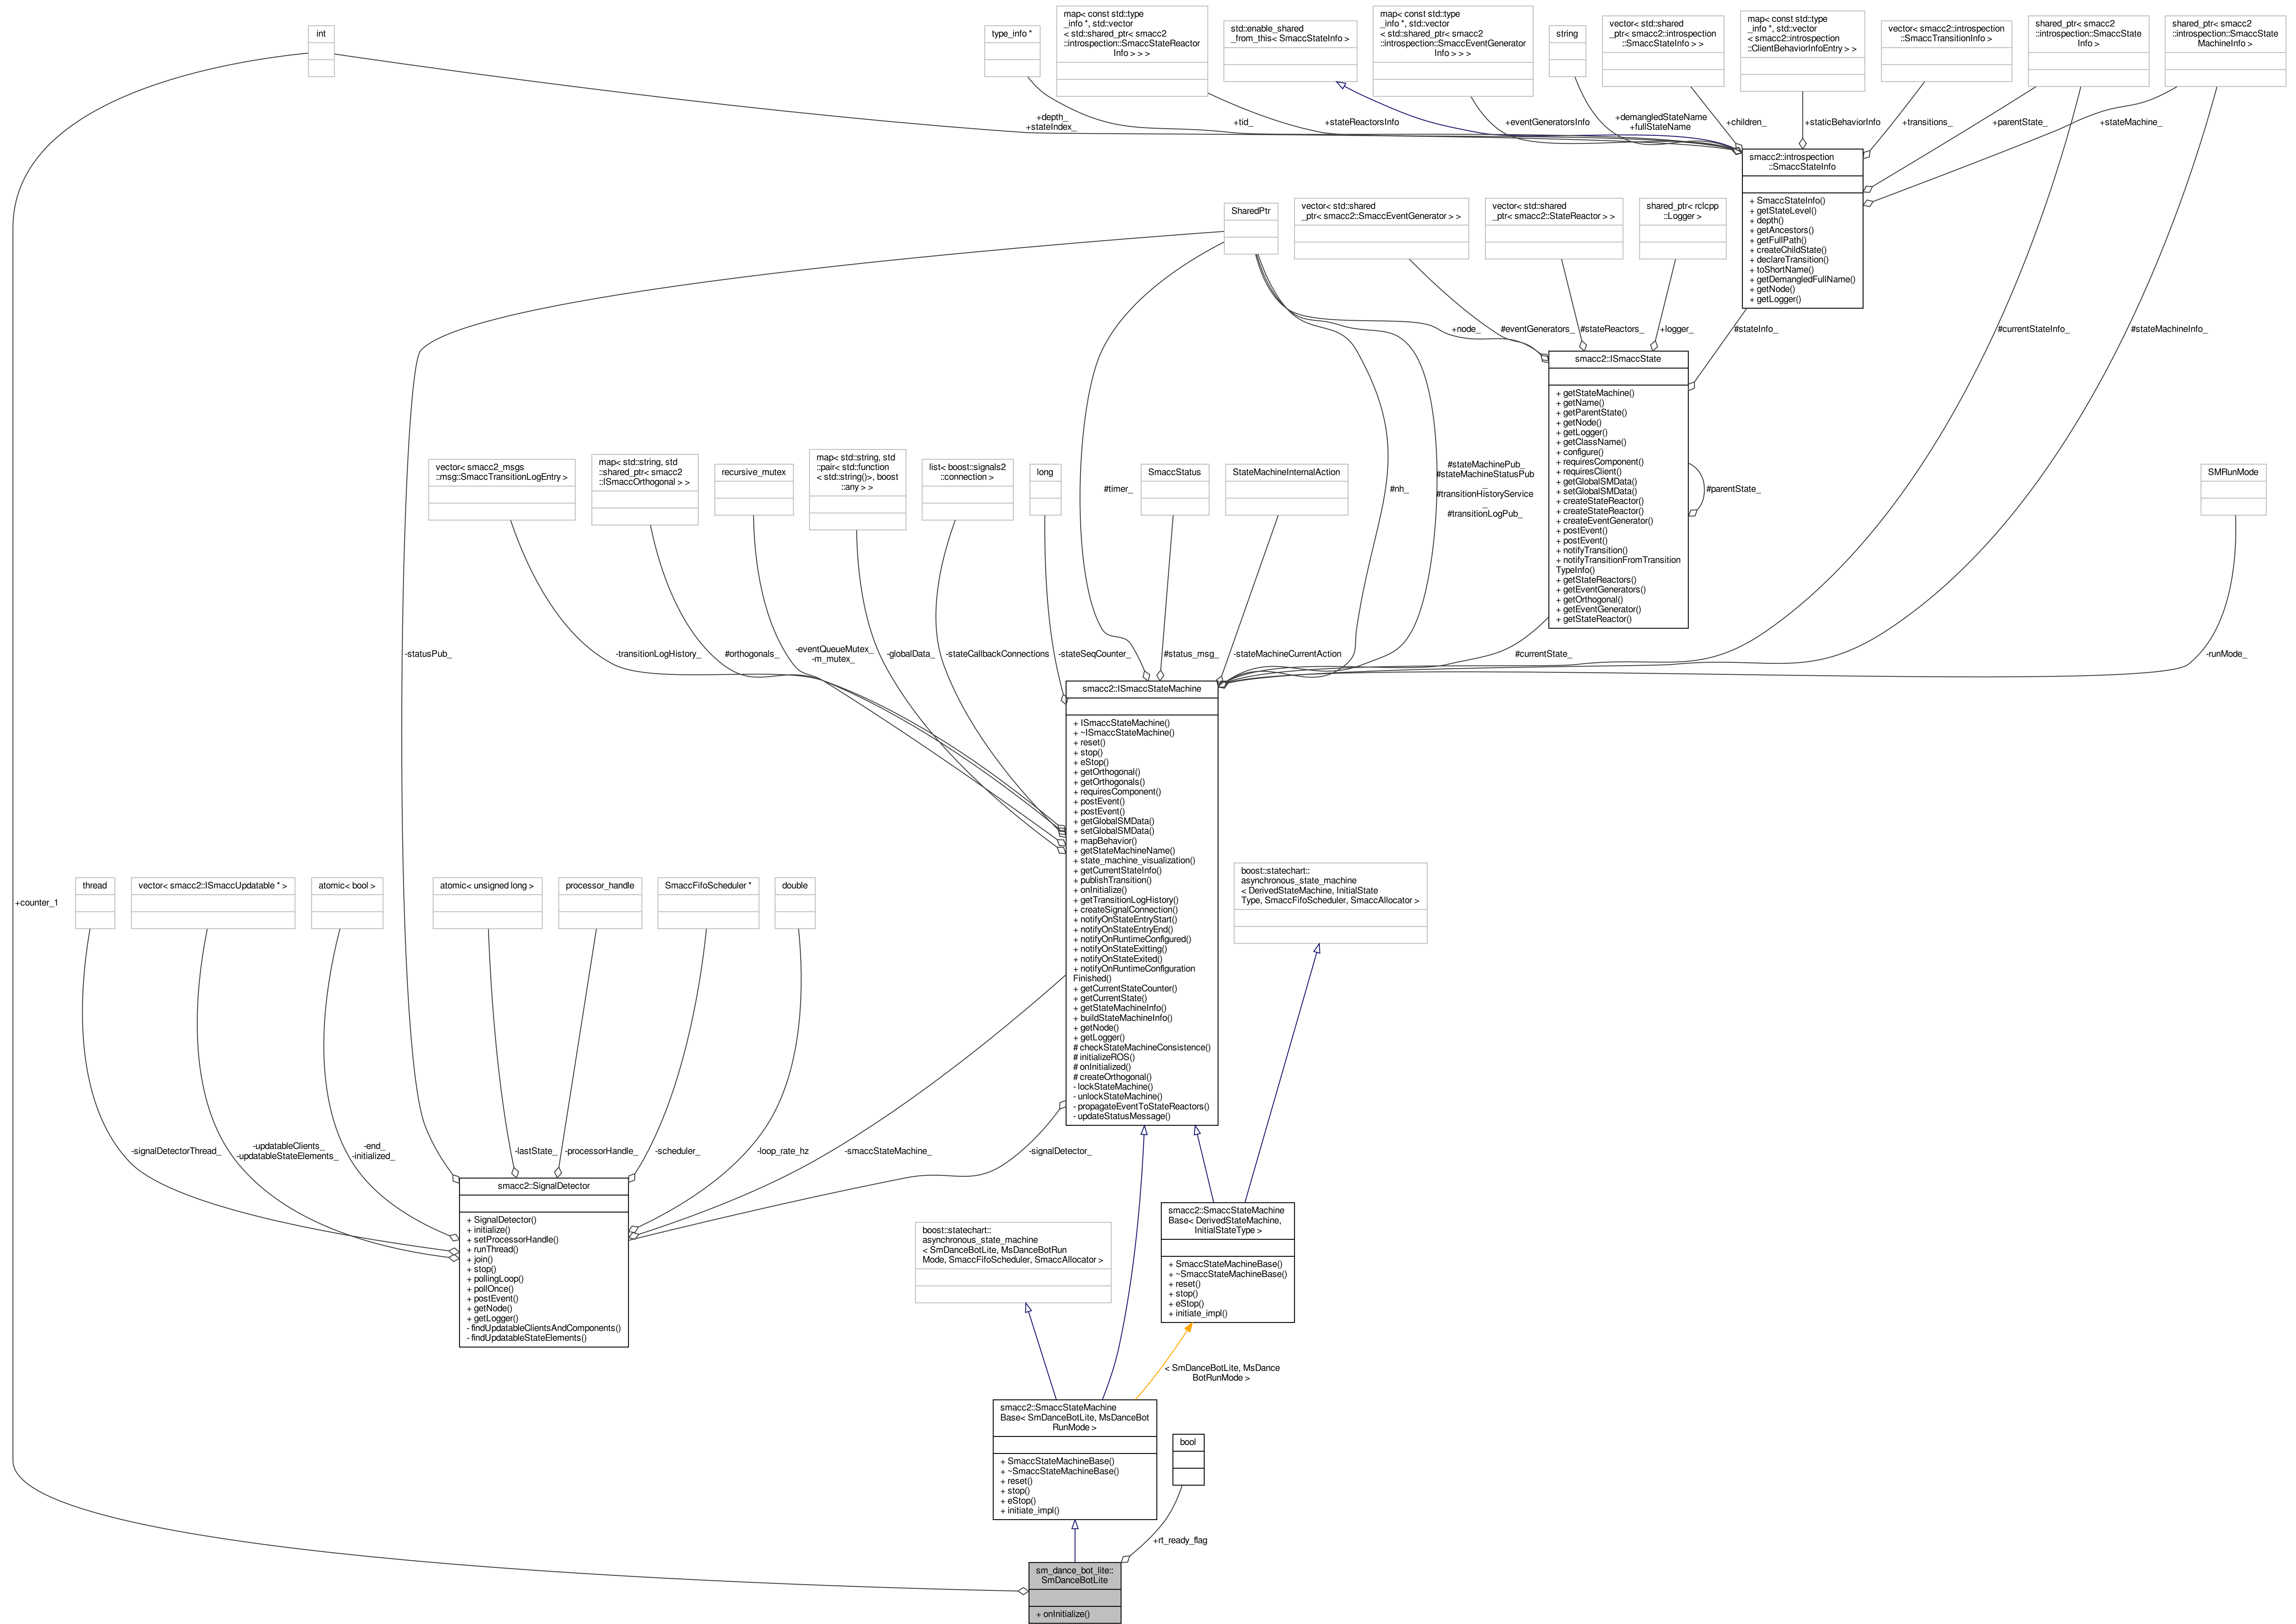 int
type_info *
map< const std::type
_info *, std::vector
< std::shared_ptr< smacc2
::introspection::SmaccStateReactor
Info > > >
std::enable_shared
_from_this< SmaccStateInfo >
map< const std::type
_info *, std::vector
< std::shared_ptr< smacc2
::introspection::SmaccEventGenerator
Info > > >
string
vector< std::shared
_ptr< smacc2::introspection
::SmaccStateInfo > >
map< const std::type
_info *, std::vector
< smacc2::introspection
::ClientBehaviorInfoEntry > >
vector< smacc2::introspection
::SmaccTransitionInfo >
shared_ptr< smacc2
::introspection::SmaccState
Info >
shared_ptr< smacc2
::introspection::SmaccState
MachineInfo >
+depth_
+stateIndex_
+tid_
+stateReactorsInfo
+eventGeneratorsInfo
+demangledStateName
+fullStateName
+children_
+staticBehaviorInfo
+transitions_
+parentState_
+stateMachine_
smacc2::introspection
::SmaccStateInfo
+ SmaccStateInfo()
+ getStateLevel()
+ depth()
+ getAncestors()
+ getFullPath()
+ createChildState()
+ declareTransition()
+ toShortName()
+ getDemangledFullName()
+ getNode()
+ getLogger()
SharedPtr
vector< std::shared
_ptr< smacc2::SmaccEventGenerator > >
vector< std::shared
_ptr< smacc2::StateReactor > >
shared_ptr< rclcpp
::Logger >
+node_
#eventGenerators_
#stateReactors_
+logger_
#stateInfo_
#currentStateInfo_
#stateMachineInfo_
smacc2::ISmaccState
+ getStateMachine()
+ getName()
+ getParentState()
+ getNode()
+ getLogger()
+ getClassName()
+ configure()
+ requiresComponent()
+ requiresClient()
+ getGlobalSMData()
+ setGlobalSMData()
+ createStateReactor()
+ createStateReactor()
+ createEventGenerator()
+ postEvent()
+ postEvent()
+ notifyTransition()
+ notifyTransitionFromTransition
TypeInfo()
+ getStateReactors()
+ getEventGenerators()
+ getOrthogonal()
+ getEventGenerator()
+ getStateReactor()
#parentState_
vector< smacc2_msgs
::msg::SmaccTransitionLogEntry >
map< std::string, std
::shared_ptr< smacc2
::ISmaccOrthogonal > >
recursive_mutex
map< std::string, std
::pair< std::function
< std::string()>, boost
::any > >
list< boost::signals2
::connection >
long
SmaccStatus
StateMachineInternalAction
SMRunMode
#timer_
#nh_
#stateMachinePub_
#stateMachineStatusPub
_
#transitionHistoryService
_
#transitionLogPub_
-statusPub_
-transitionLogHistory_
#orthogonals_
-eventQueueMutex_
-m_mutex_
-globalData_
-stateCallbackConnections
-stateSeqCounter_
#status_msg_
-stateMachineCurrentAction
#currentState_
-runMode_
smacc2::ISmaccStateMachine
+ ISmaccStateMachine()
+ ~ISmaccStateMachine()
+ reset()
+ stop()
+ eStop()
+ getOrthogonal()
+ getOrthogonals()
+ requiresComponent()
+ postEvent()
+ postEvent()
+ getGlobalSMData()
+ setGlobalSMData()
+ mapBehavior()
+ getStateMachineName()
+ state_machine_visualization()
+ getCurrentStateInfo()
+ publishTransition()
+ onInitialize()
+ getTransitionLogHistory()
+ createSignalConnection()
+ notifyOnStateEntryStart()
+ notifyOnStateEntryEnd()
+ notifyOnRuntimeConfigured()
+ notifyOnStateExitting()
+ notifyOnStateExited()
+ notifyOnRuntimeConfiguration
Finished()
+ getCurrentStateCounter()
+ getCurrentState()
+ getStateMachineInfo()
+ buildStateMachineInfo()
+ getNode()
+ getLogger()
# checkStateMachineConsistence()
# initializeROS()
# onInitialized()
# createOrthogonal()
- lockStateMachine()
- unlockStateMachine()
- propagateEventToStateReactors()
- updateStatusMessage()
+counter_1
thread
vector< smacc2::ISmaccUpdatable * >
atomic< bool >
atomic< unsigned long >
processor_handle
SmaccFifoScheduler *
double
boost::statechart::
asynchronous_state_machine
< DerivedStateMachine, InitialState
Type, SmaccFifoScheduler, SmaccAllocator >
-signalDetectorThread_
-updatableClients_
-updatableStateElements_
-end_
-initialized_
-lastState_
-processorHandle_
-scheduler_
-loop_rate_hz
-smaccStateMachine_
-signalDetector_
smacc2::SignalDetector
+ SignalDetector()
+ initialize()
+ setProcessorHandle()
+ runThread()
+ join()
+ stop()
+ pollingLoop()
+ pollOnce()
+ postEvent()
+ getNode()
+ getLogger()
- findUpdatableClientsAndComponents()
- findUpdatableStateElements()
boost::statechart::
asynchronous_state_machine
< SmDanceBotLite, MsDanceBotRun
Mode, SmaccFifoScheduler, SmaccAllocator >
smacc2::SmaccStateMachine
Base< DerivedStateMachine,
InitialStateType >
+ SmaccStateMachineBase()
+ ~SmaccStateMachineBase()
+ reset()
+ stop()
+ eStop()
+ initiate_impl()
< SmDanceBotLite, MsDance
BotRunMode >
smacc2::SmaccStateMachine
Base< SmDanceBotLite, MsDanceBot
RunMode >
+ SmaccStateMachineBase()
+ ~SmaccStateMachineBase()
+ reset()
+ stop()
+ eStop()
+ initiate_impl()
bool
+rt_ready_flag
sm_dance_bot_lite::
SmDanceBotLite
+ onInitialize()